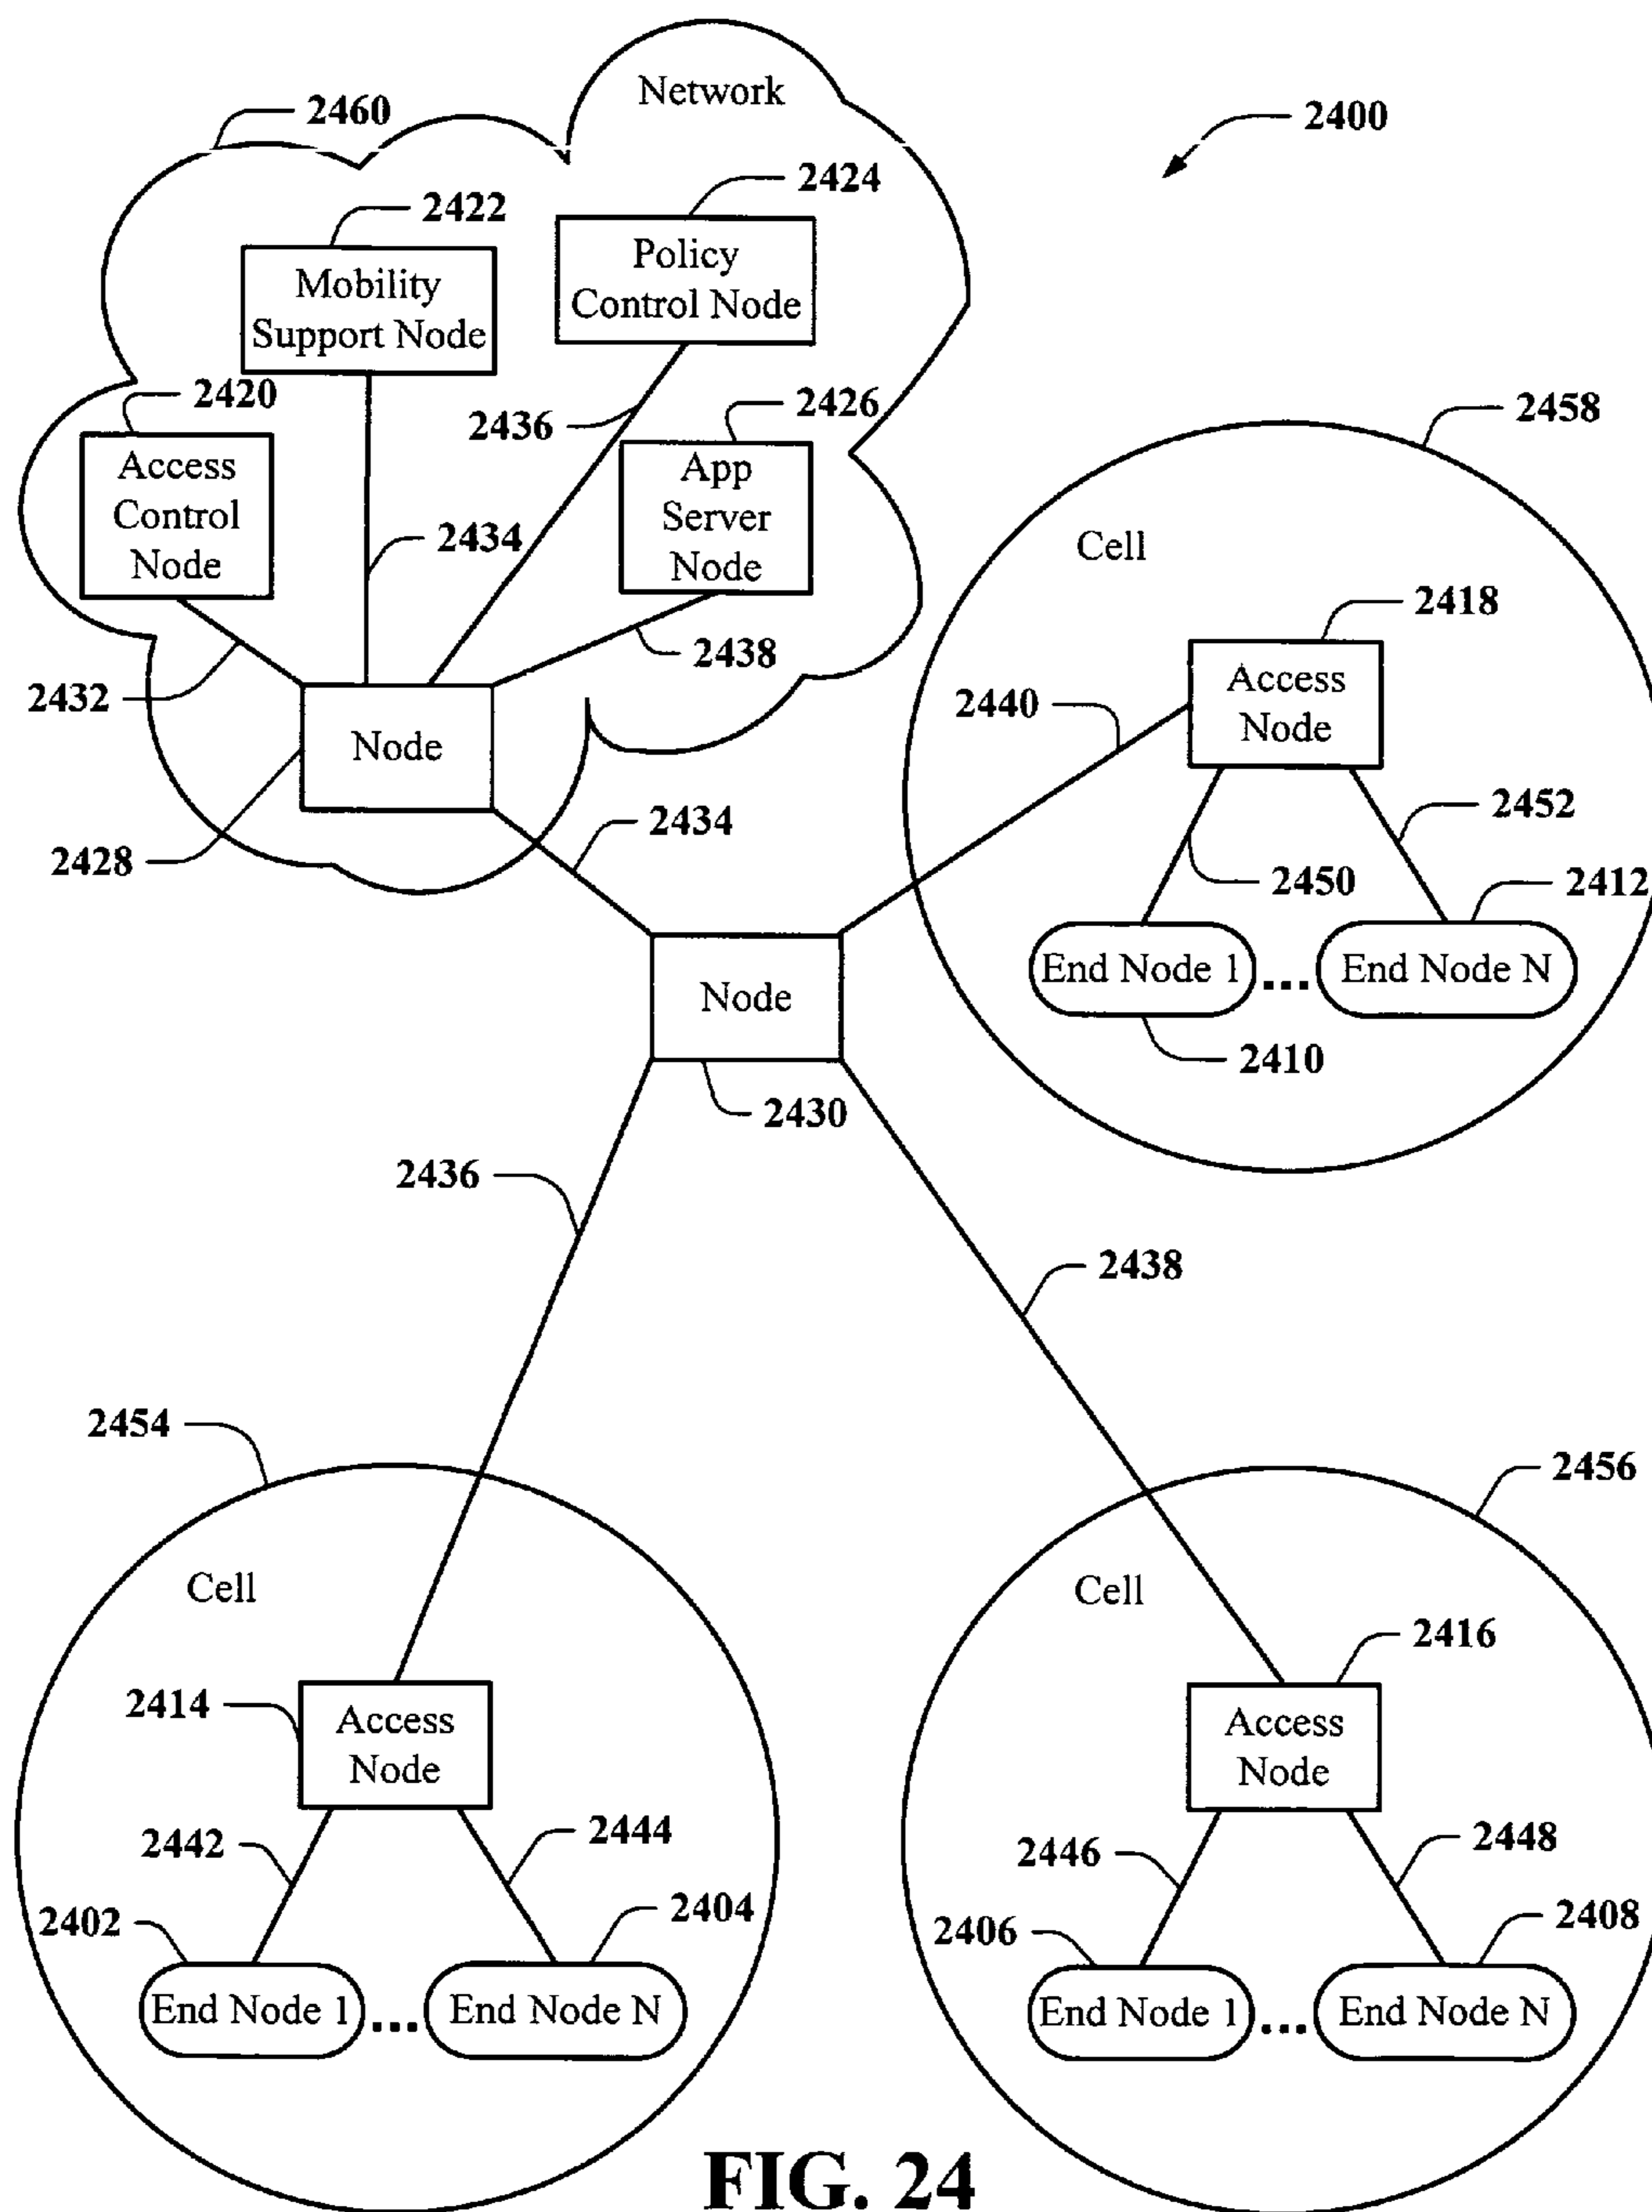 Network
2460
2400
2424
2422
Policy
Control Node
Mobility
Support Node
2420
2436
2426
2458
Access
Control
Node
App
Server
Node
2434
Cell
2418
2438
Access
Node
2432
2440
Node
2434
2452
2428
2450
2412
End Node 1
...
End Node N
Node
2410
2430
2436
2438
2454
2456
Cell
Cell
2416
2414
Access
Node
Access
Node
2442
2444
2446
2448
2402
2404
2406
2408
End Node 1
...
End Node N
End Node 1
...
End Node N
FIG. 24